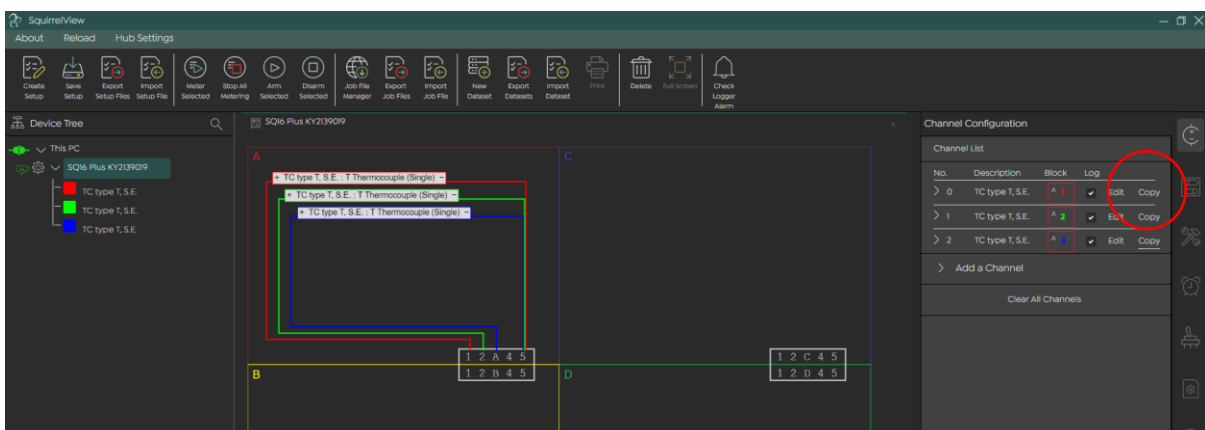 SquirrelView
About Reload Hub Settings
Create Setup
Save Setup
Export Setup Files
Import Setup File
Meter Selected
Stop All Metering
Arm Selected
Disarm Selected
Job File Manager
Export Job Files
Import Job File
New Dataset
Export Datasets
Import Dataset
Print
Delete
Full Screen
Check Logger Alarm
Device Tree
This PC
SQ16 Plus KY2139019
TC type T, S.E.
TC type T, S.E.
TC type T, S.E.
SQ16 Plus KY2139019 x
A
+ TC type T, S.E. : T Thermocouple (Single) −
+ TC type T, S.E. : T Thermocouple (Single) −
+ TC type T, S.E. : T Thermocouple (Single) −
1 2 A 4 5
B
1 2 B 4 5
C
1 2 C 4 5
D
1 2 D 4 5
Channel Configuration
Channel List
No. Description Block Log
0 TC type T, S.E. A 1 Edit Copy
1 TC type T, S.E. A 2 Edit Copy
2 TC type T, S.E. A 3 Edit Copy
Add a Channel
Clear All Channels